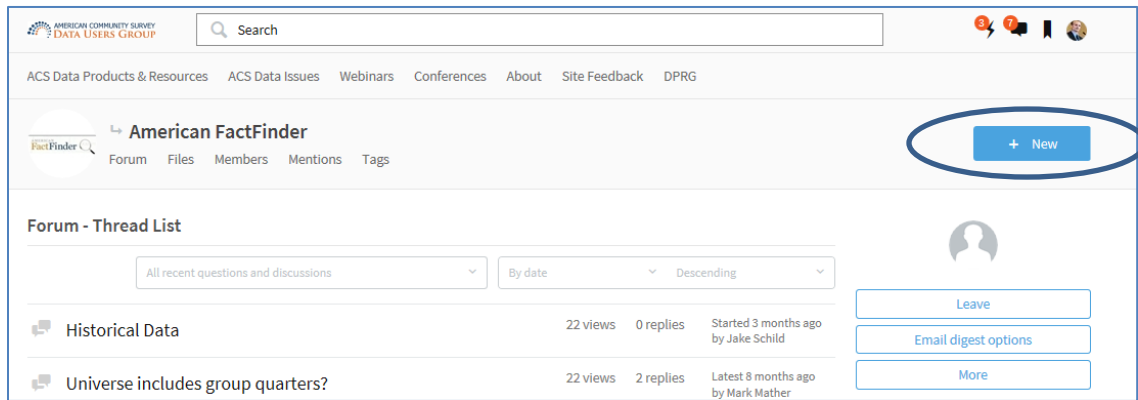 AMERICAN COMMUNITY SURVEY
DATA USERS GROUP
Search
3
7
ACS Data Products & Resources ACS Data Issues Webinars Conferences About Site Feedback DPRG
FactFinder
American FactFinder
+ New
Forum Files Members Mentions Tags
Forum - Thread List
All recent questions and discussions By date Descending
Leave
Historical Data 22 views 0 replies Started 3 months ago
by Jake Schild
Email digest options
Universe includes group quarters? 22 views 2 replies Latest 8 months ago
by Mark Mather
More